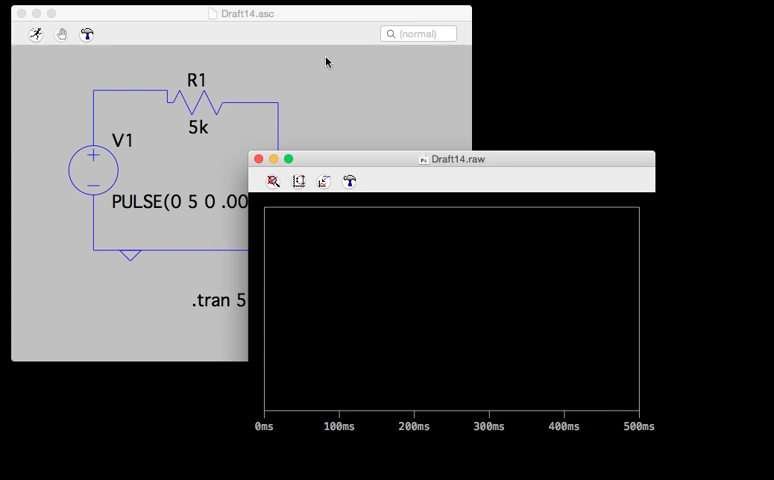 Draft14.asc
(normal)
R1
5k
V1
PULSE(0 5 0 .00
.tran 5
Draft14.raw
0ms 100ms 200ms 300ms 400ms 500ms